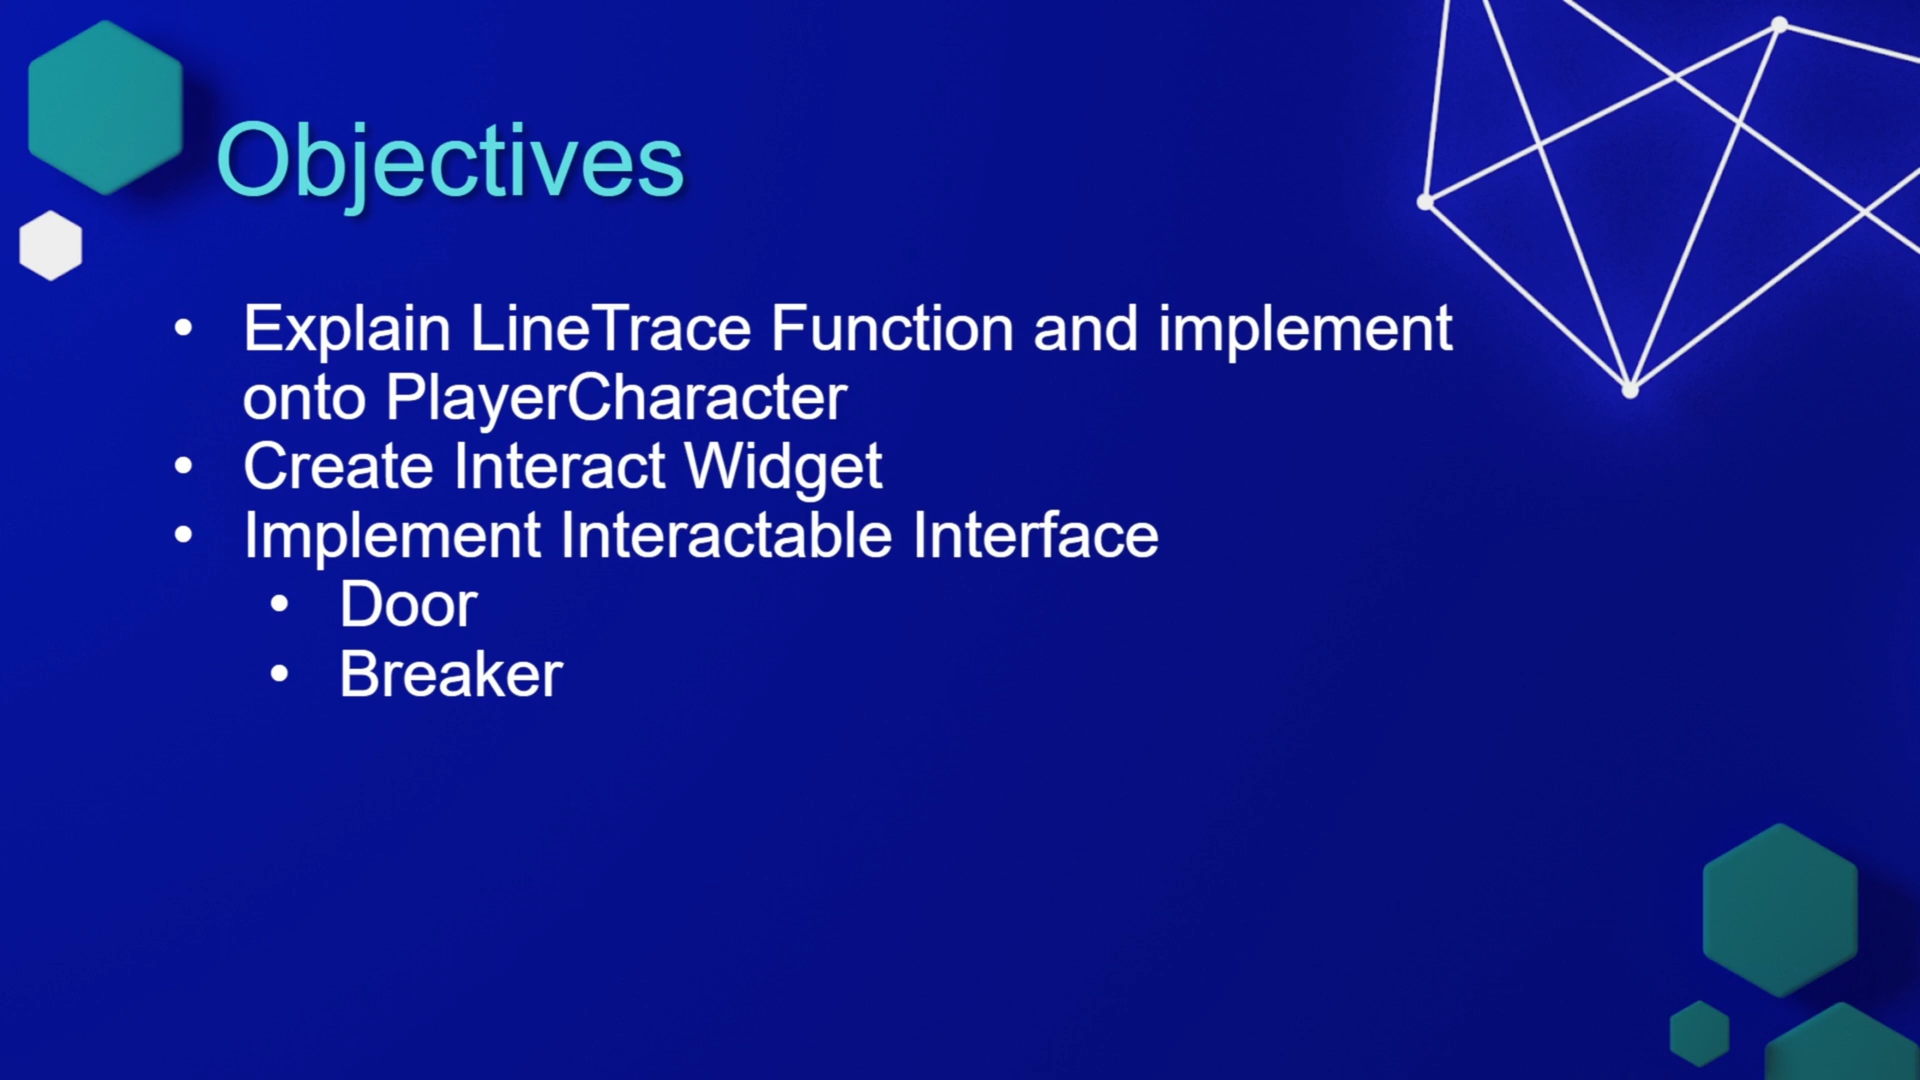 Objectives
• Explain LineTrace Function and implement
onto PlayerCharacter
• Create Interact Widget
• Implement Interactable Interface
• Door
• Breaker